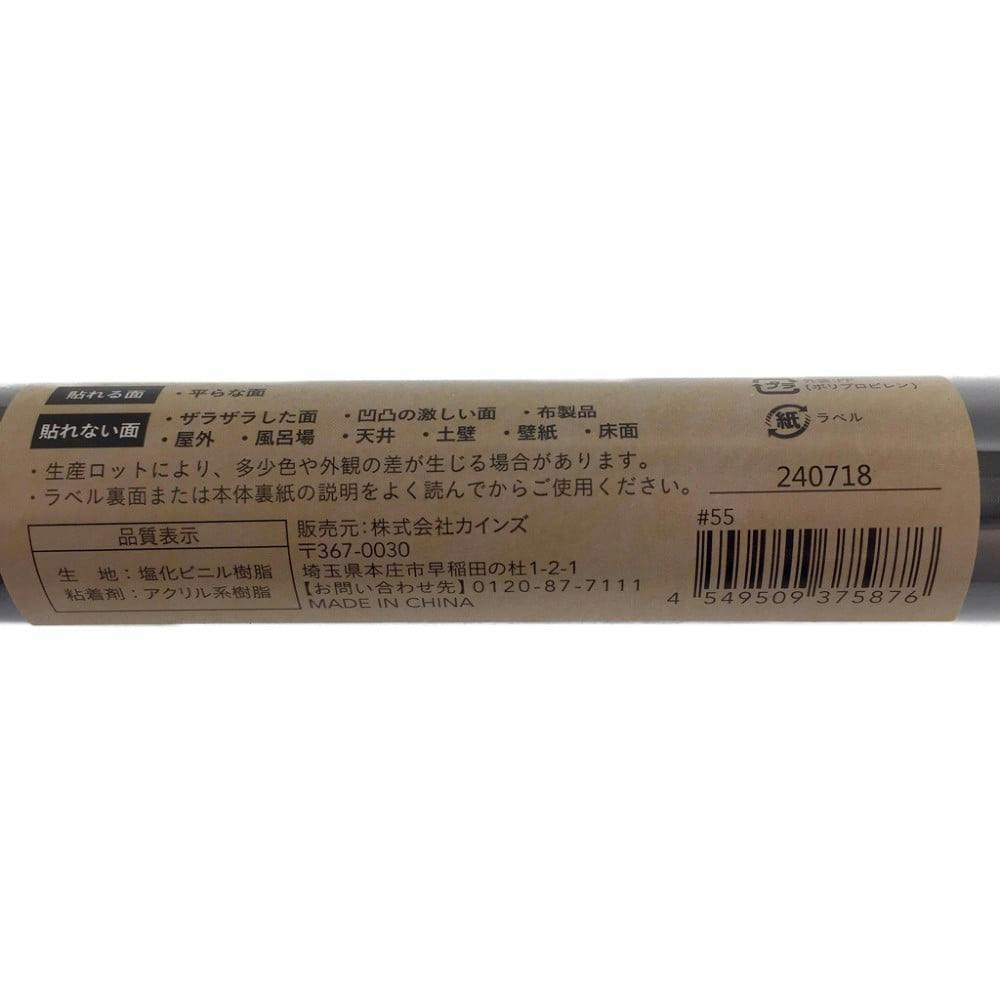 貼れる面 ・平らな面
貼れない面 ・ザラザラした面 ・凹凸の激しい面 ・布製品
・屋外 ・風呂場 ・天井 ・土壁 ・壁紙 ・床面
・生産ロットにより、多少色や外観の差が生じる場合があります。
・ラベル裏面または本体裏紙の説明をよく読んでからご使用ください。
品質表示
生 地：塩化ビニル樹脂
粘着剤：アクリル系樹脂
販売元：株式会社カインズ
〒367-0030
埼玉県本庄市早稲田の杜1-2-1
【お問い合わせ先】0120-87-7111
MADE IN CHINA
プラ
(ポリプロピレン)
紙 ラベル
240718
#55
4 549509 375876